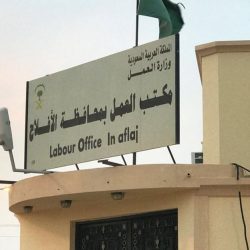 المملكة العربية السعودية
وزارة العمل
مكتب العمل بمحافظة الأفلاج
Labour Office In aflaj